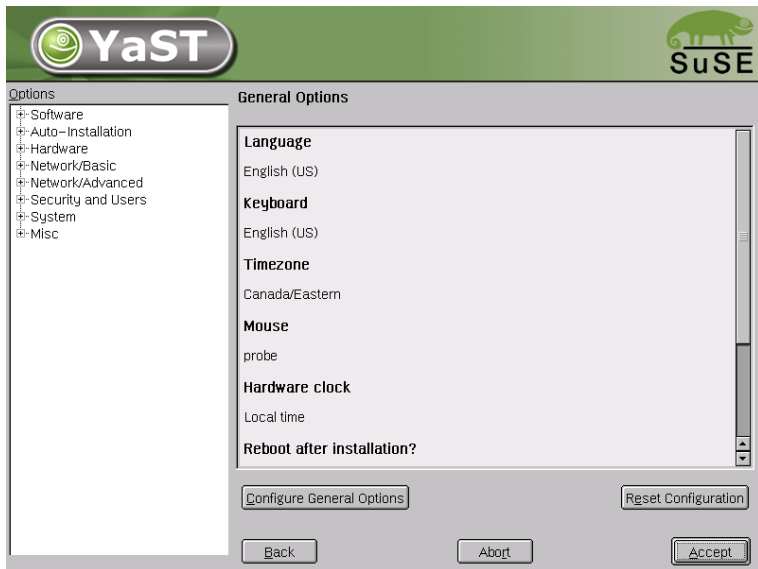 YaST
SuSE
Options
Software
Auto-Installation
Hardware
Network/Basic
Network/Advanced
Security and Users
System
Misc
General Options
Language
English (US)
Keyboard
English (US)
Timezone
Canada/Eastern
Mouse
probe
Hardware clock
Local time
Reboot after installation?
Configure General Options
Reset Configuration
Back
Abort
Accept